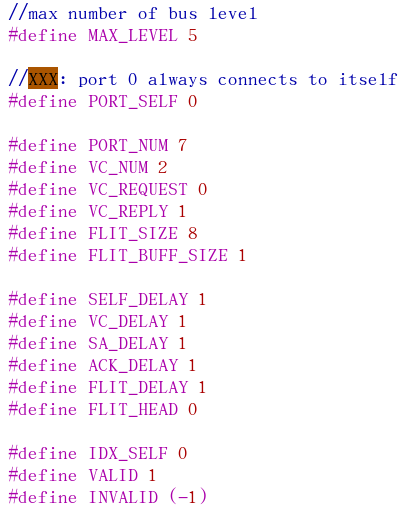 //max number of bus level
#define MAX_LEVEL 5
//XXX: port 0 always connects to itself
#define PORT_SELF 0
#define PORT_NUM 7
#define VC_NUM 2
#define VC_REQUEST 0
#define VC_REPLY 1
#define FLIT_SIZE 8
#define FLIT_BUFF_SIZE 1
#define SELF_DELAY 1
#define VC_DELAY 1
#define SA_DELAY 1
#define ACK_DELAY 1
#define FLIT_DELAY 1
#define FLIT_HEAD 0
#define IDX_SELF 0
#define VALID 1
#define INVALID (-1)